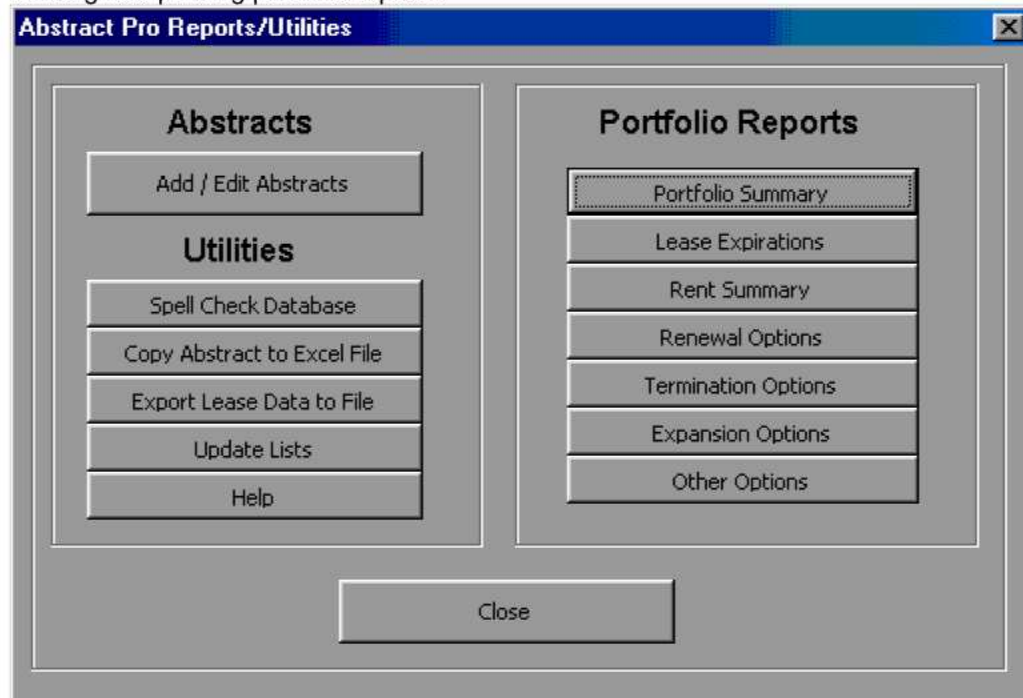 Abstract Pro Reports/Utilities
Abstracts
Add / Edit Abstracts
Utilities
Spell Check Database
Copy Abstract to Excel File
Export Lease Data to File
Update Lists
Help
Portfolio Reports
Portfolio Summary
Lease Expirations
Rent Summary
Renewal Options
Termination Options
Expansion Options
Other Options
Close